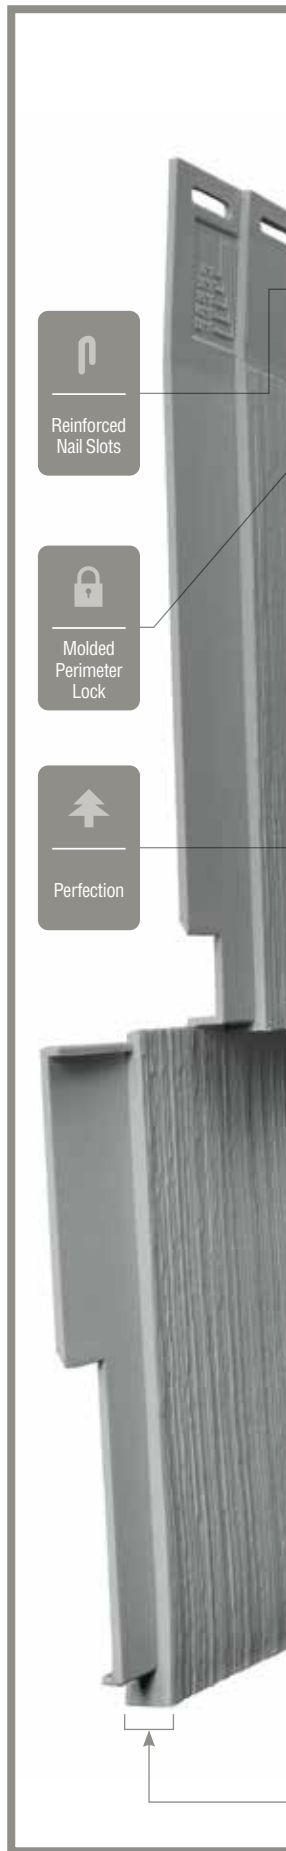 Reinforced
Nail Slots
Molded
Perimeter
Lock
Perfection